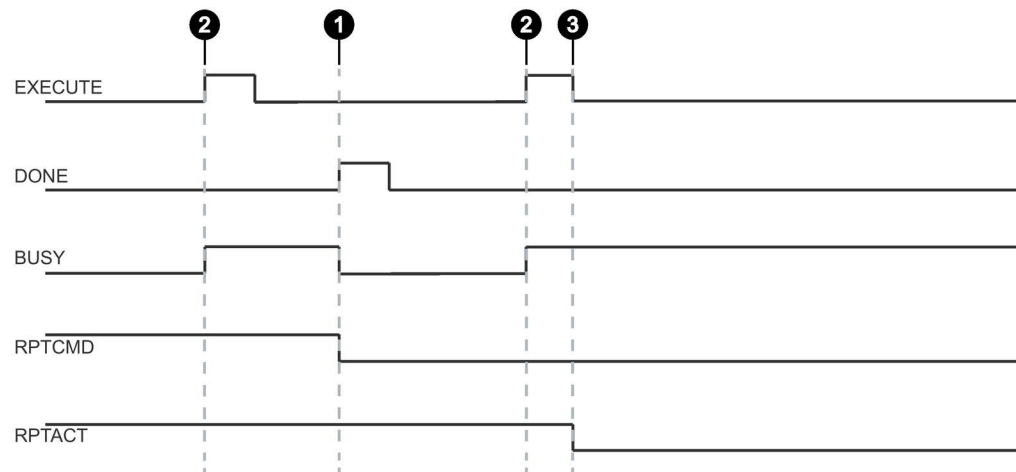 2 1 2 3
EXECUTE
DONE
BUSY
RPTCMD
RPTACT